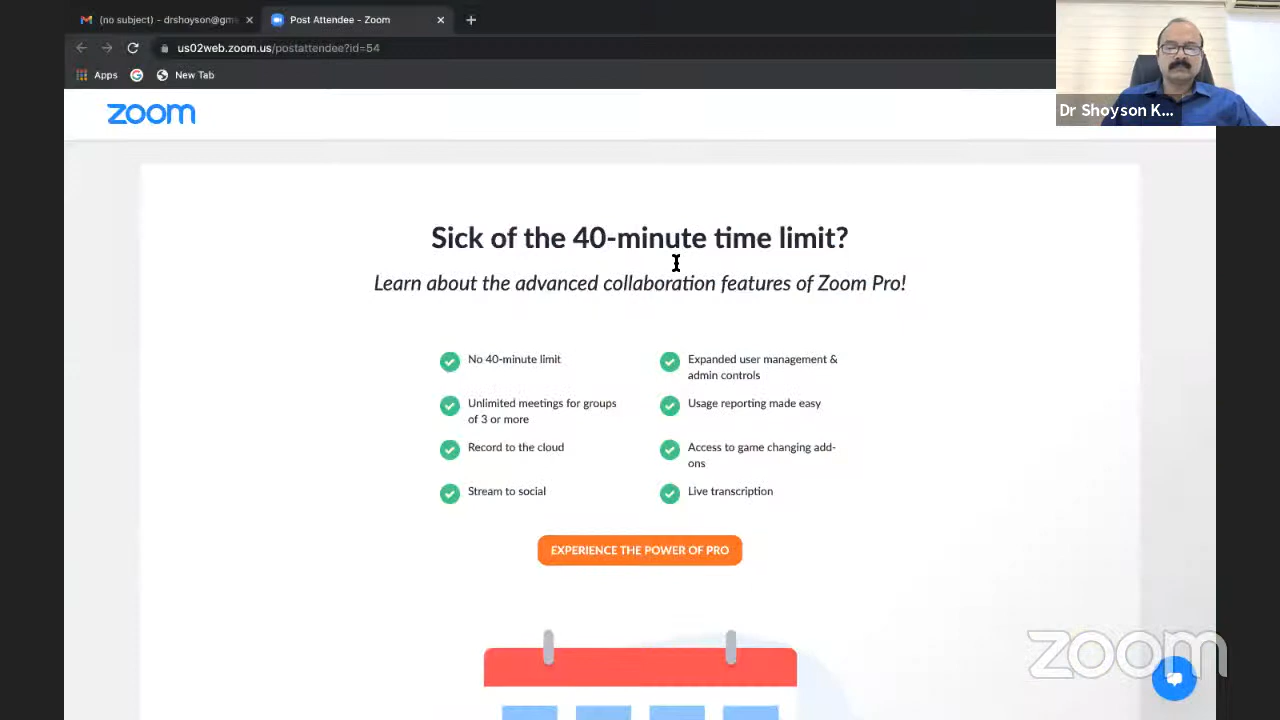 (no subject) - drshoyson@gm
Post Attendee - Zoom
us02web.zoom.us/postattendee?id=54
Apps
New Tab
Dr Shoyson K...
zoom
Sick of the 40-minute time limit?
Learn about the advanced collaboration features of Zoom Pro!
No 40-minute limit
Unlimited meetings for groups
of 3 or more
Record to the cloud
Stream to social
Expanded user management &
admin controls
Usage reporting made easy
Access to game changing add-
ons
Live transcription
EXPERIENCE THE POWER OF PRO
zoom